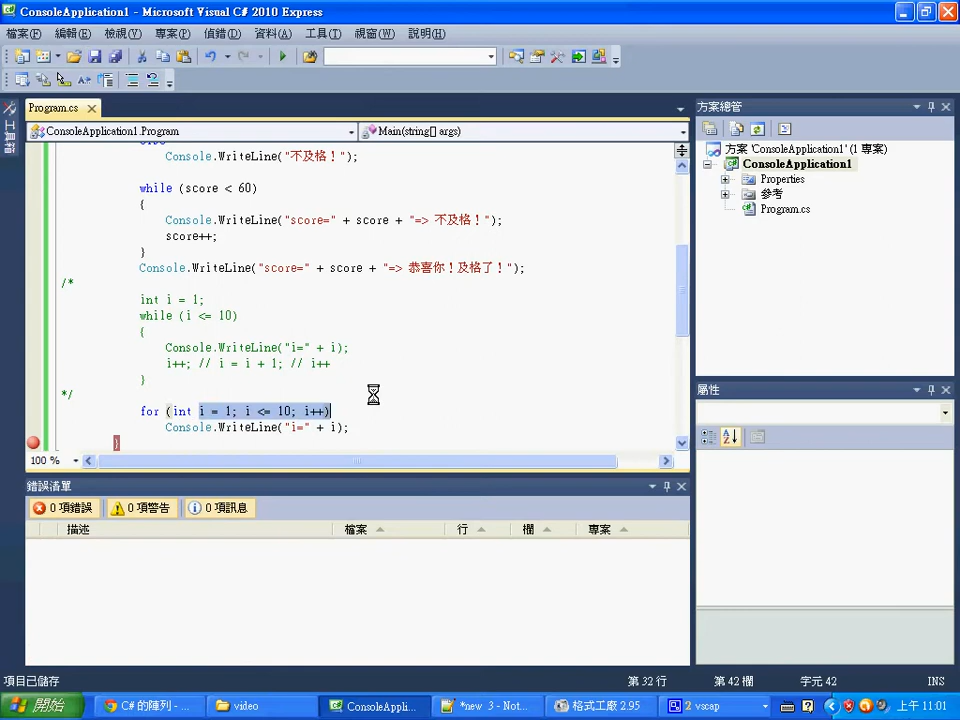 ConsoleApplication1 - Microsoft Visual C# 2010 Express
檔案(F) 編輯(E) 檢視(V) 專案(P) 偵錯(D) 資料(A) 工具(T) 視窗(W) 說明(H)
Program.cs
方案總管
工具箱
ConsoleApplication1.Program
Main(string[] args)
方案 'ConsoleApplication1' (1 專案)
ConsoleApplication1
Properties
參考
Program.cs
Console.WriteLine("不及格！");
while (score < 60)
{
Console.WriteLine("score=" + score + "=> 不及格！");
score++;
}
Console.WriteLine("score=" + score + "=> 恭喜你！及格了！");
/*
int i = 1;
while (i <= 10)
{
Console.WriteLine("i=" + i);
i++; // i = i + 1; // i++
}
*/
for (int i = 1; i <= 10; i++)
Console.WriteLine("i=" + i);
}
100 %
屬性
錯誤清單
0 項錯誤 0 項警告 0 項訊息
描述 檔案 行 欄 專案
項目已儲存 第 32 行 第 42 欄 字元 42 INS
開始 C# 的陣列 - ... video ConsoleAppli... *new 3 - Not... 格式工廠 2.95 2 vscap 上午 11:01